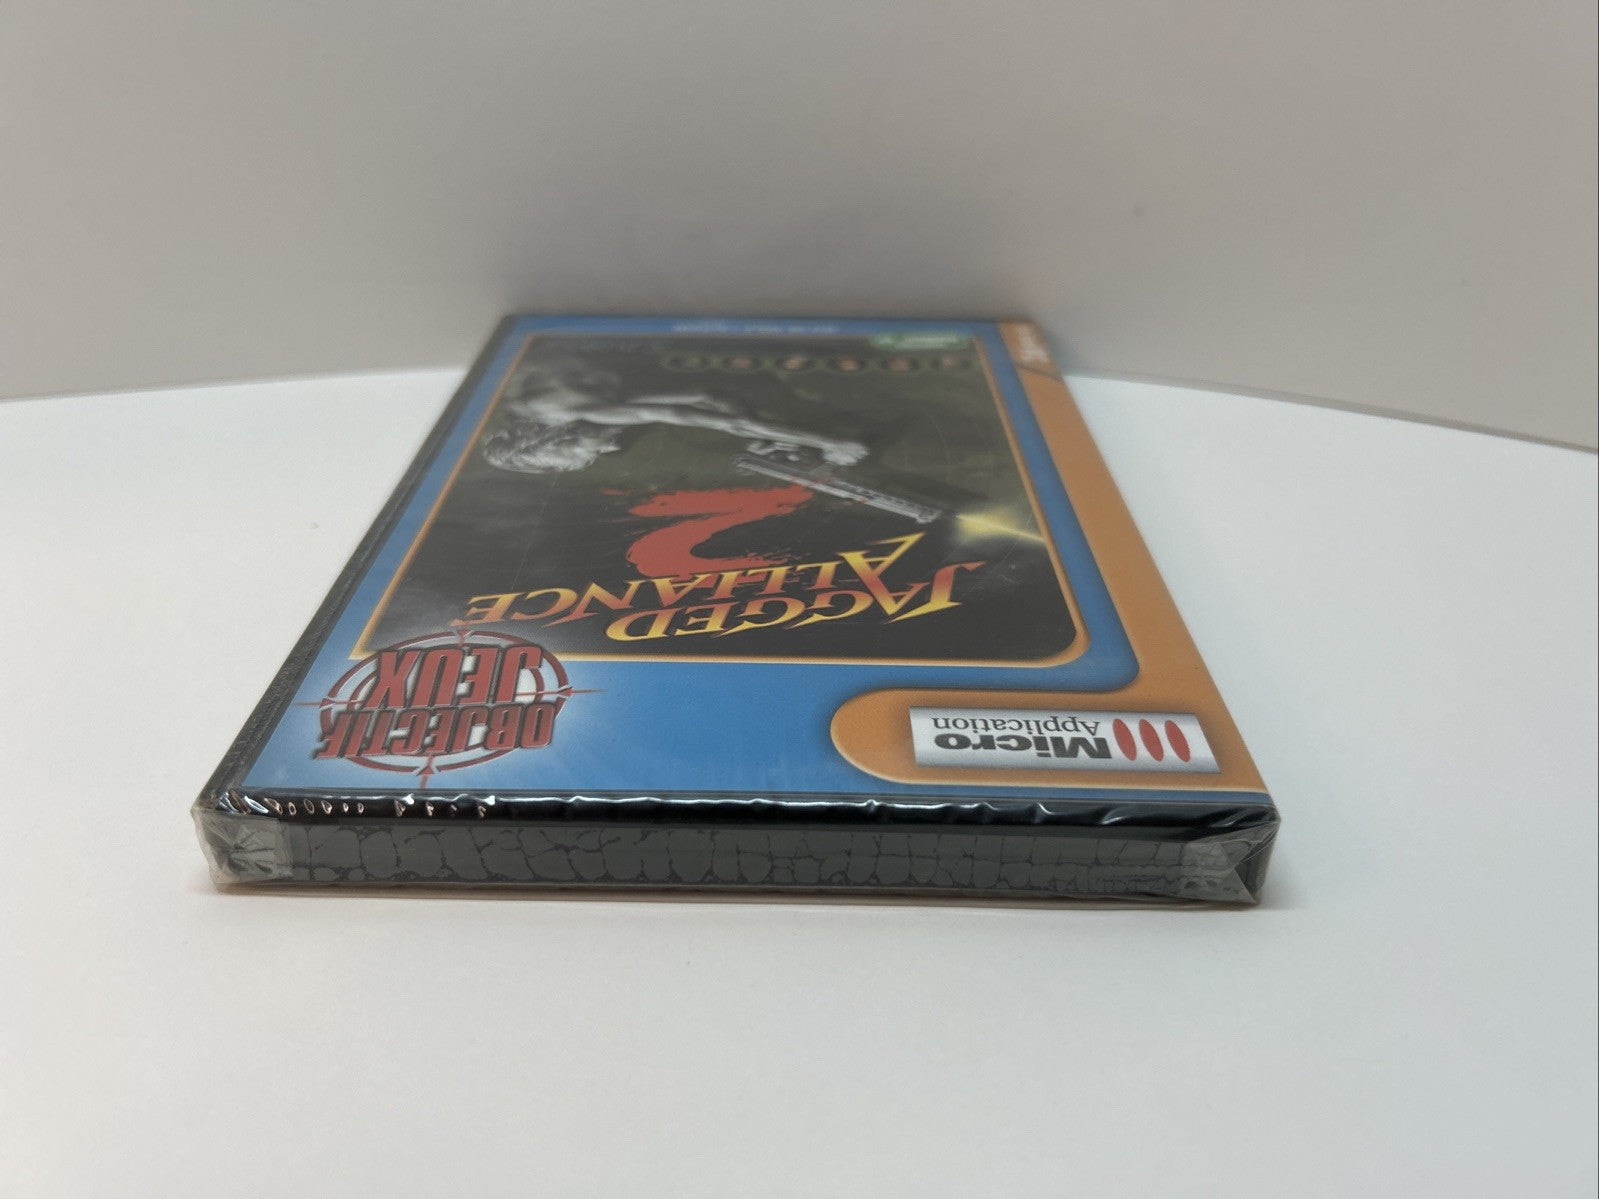 Micro
Application
OBJECTIF
JEUX
JAGGED
ALLIANCE
2